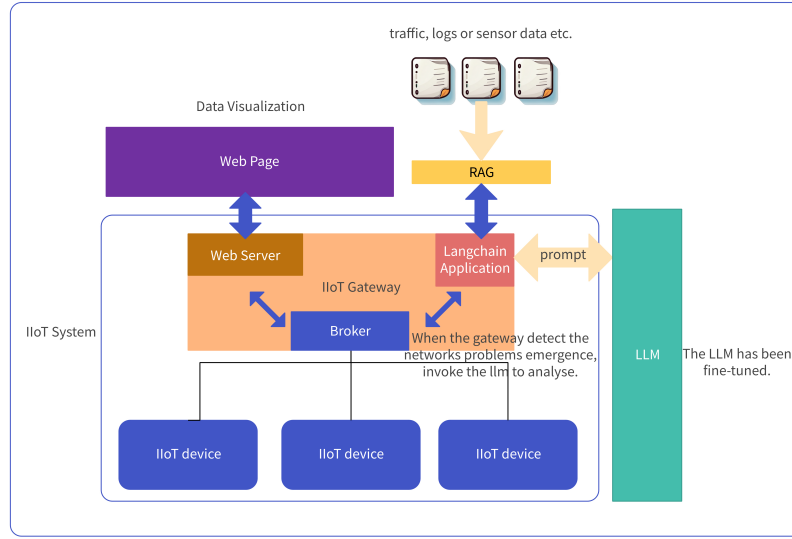 traffic, logs or sensor data etc.
Data Visualization
Web Page
RAG
Web Server
Langchain
Application
prompt
IIoT Gateway
Broker
IIoT System
When the gateway detect the
networks problems emergence,
invoke the llm to analyse.
LLM
The LLM has been
fine-tuned.
IIoT device
IIoT device
IIoT device